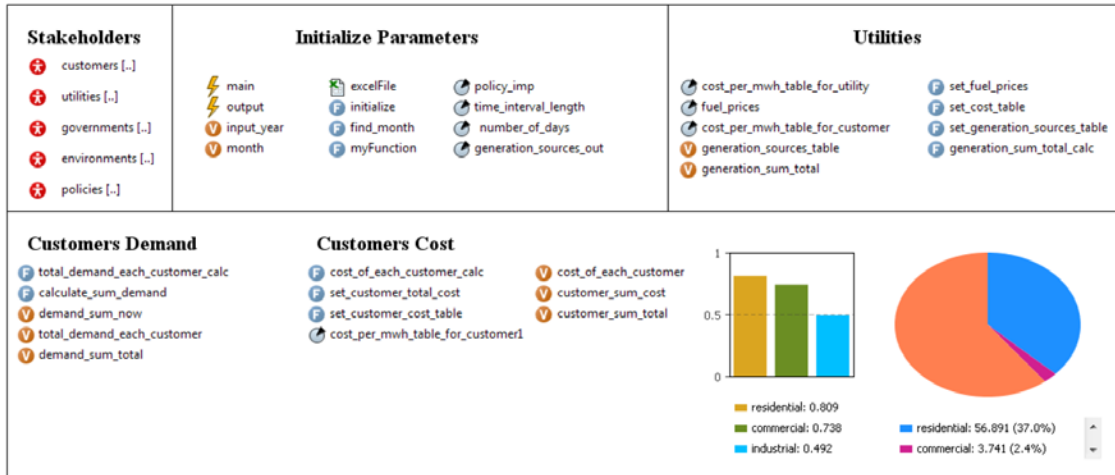 Stakeholders
customers [..]
utilities [..]
governments [..]
environments [..]
policies [..]
Initialize Parameters
main
output
input_year
month
excelFile
initialize
find_month
myFunction
policy_imp
time_interval_length
number_of_days
generation_sources_out
Utilities
cost_per_mwh_table_for_utility
fuel_prices
cost_per_mwh_table_for_customer
generation_sources_table
generation_sum_total
set_fuel_prices
set_cost_table
set_generation_sources_table
generation_sum_total_calc
Customers Demand
total_demand_each_customer_calc
calculate_sum_demand
demand_sum_now
total_demand_each_customer
demand_sum_total
Customers Cost
cost_of_each_customer_calc
set_customer_total_cost
set_customer_cost_table
cost_per_mwh_table_for_customer1
cost_of_each_customer
customer_sum_cost
customer_sum_total
1
0.5
0
residential: 0.809
commercial: 0.738
industrial: 0.492
residential: 56.891 (37.0%)
commercial: 3.741 (2.4%)